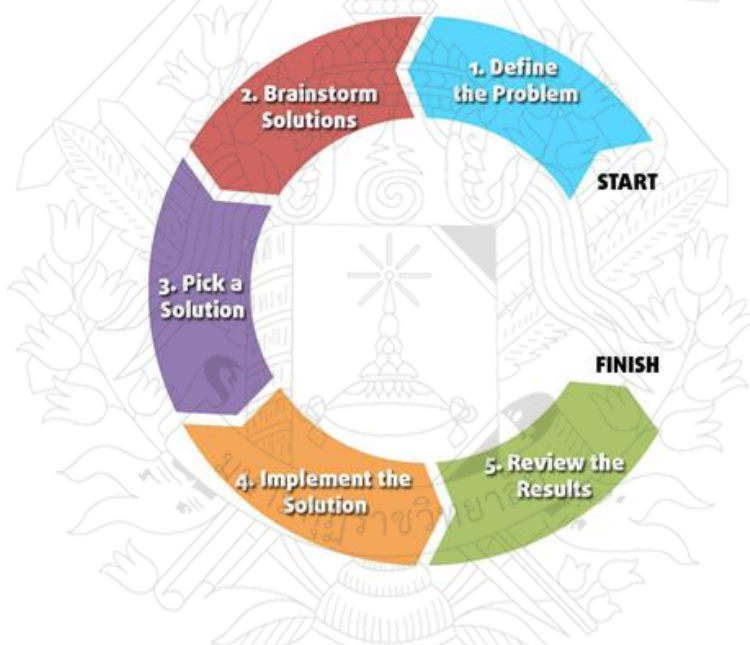 1. Define
the Problem
START
2. Brainstorm
Solutions
3. Pick a
Solution
4. Implement the
Solution
5. Review the
Results
FINISH